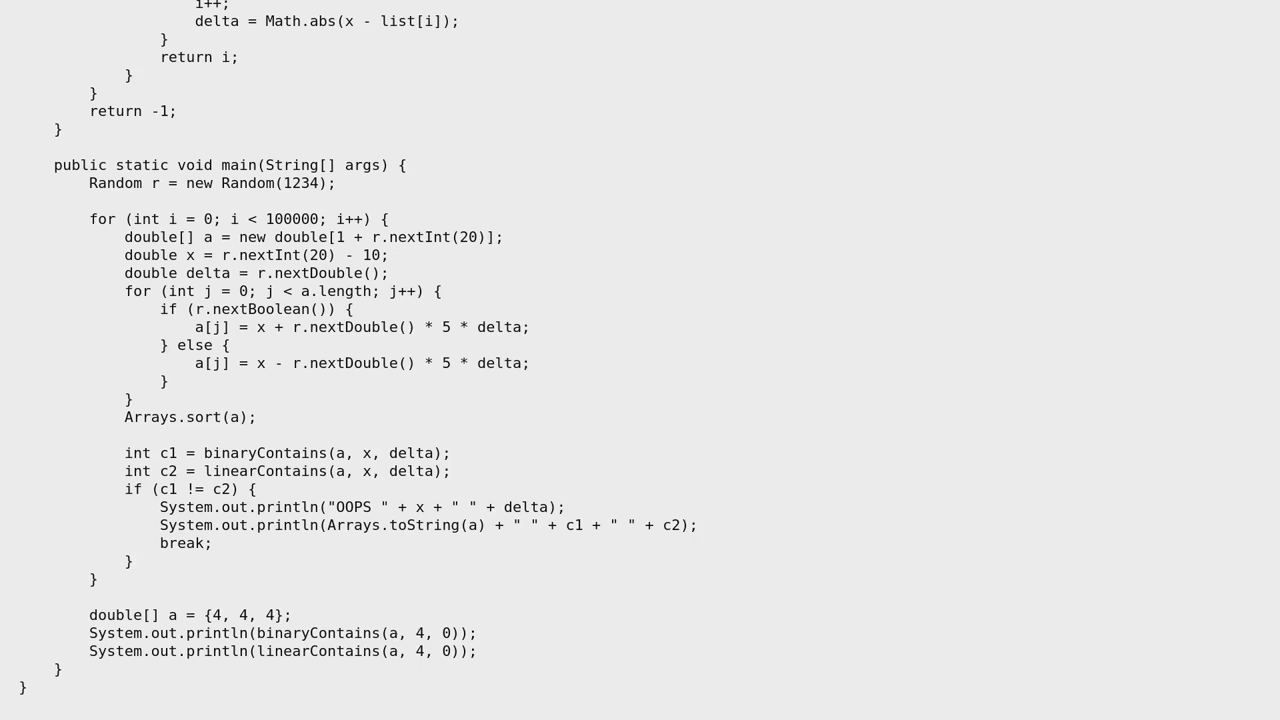 i++;
delta = Math.abs(x - list[i]);
}
return i;
}
}
return -1;
}
public static void main(String[] args) {
Random r = new Random(1234);
for (int i = 0; i < 100000; i++) {
double[] a = new double[1 + r.nextInt(20)];
double x = r.nextInt(20) - 10;
double delta = r.nextDouble();
for (int j = 0; j < a.length; j++) {
if (r.nextBoolean()) {
a[j] = x + r.nextDouble() * 5 * delta;
} else {
a[j] = x - r.nextDouble() * 5 * delta;
}
}
Arrays.sort(a);
int c1 = binaryContains(a, x, delta);
int c2 = linearContains(a, x, delta);
if (c1 != c2) {
System.out.println("OOPS " + x + " " + delta);
System.out.println(Arrays.toString(a) + " " + c1 + " " + c2);
break;
}
}
double[] a = {4, 4, 4};
System.out.println(binaryContains(a, 4, 0));
System.out.println(linearContains(a, 4, 0));
}
}